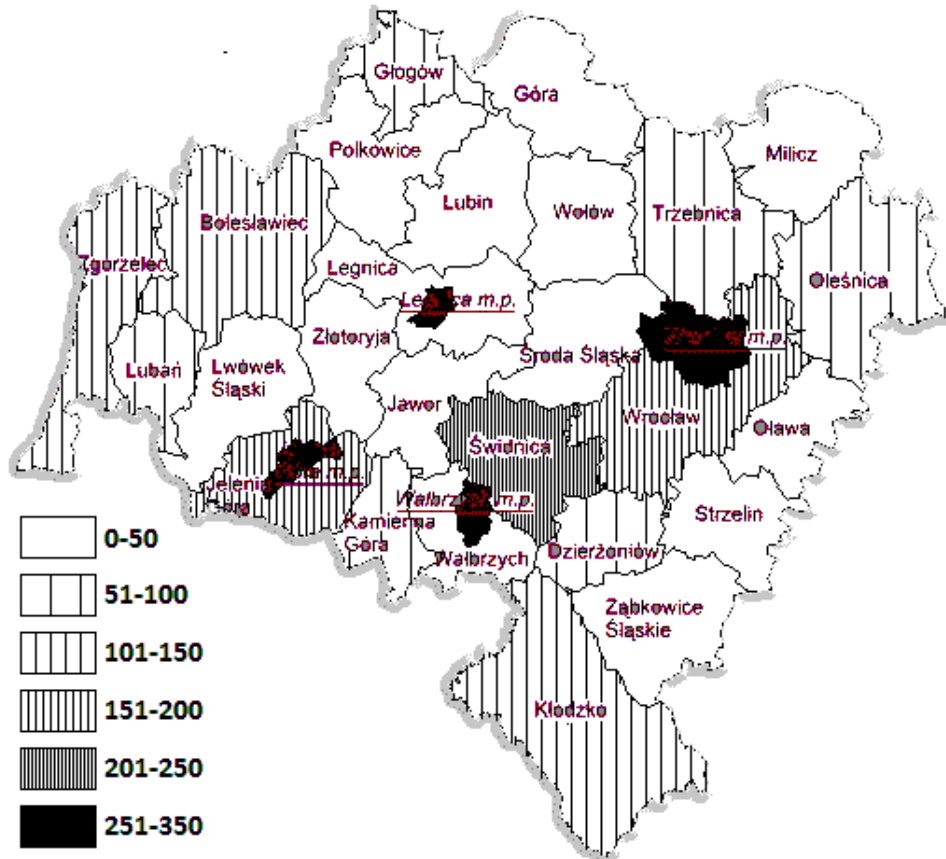 Głogów
Góra
Polkowice
Milicz
Lubin
Wołów
Trzebnica
Bolesławiec
Zgorzelec
Legnica
Oleśnica
m.p.
m.p.
Złotoryja
Środa Śląska
Lubań
Lwówek
Śląski
Jawor
Wrocław
Oława
Świdnica
m.p.
Jelenia
Góra
Wałbrzych m.p.
Strzelin
Kamienna
Góra
Dzierżoniów
Wałbrzych
Ząbkowice
Śląskie
Kłodzko
0-50
51-100
101-150
151-200
201-250
251-350